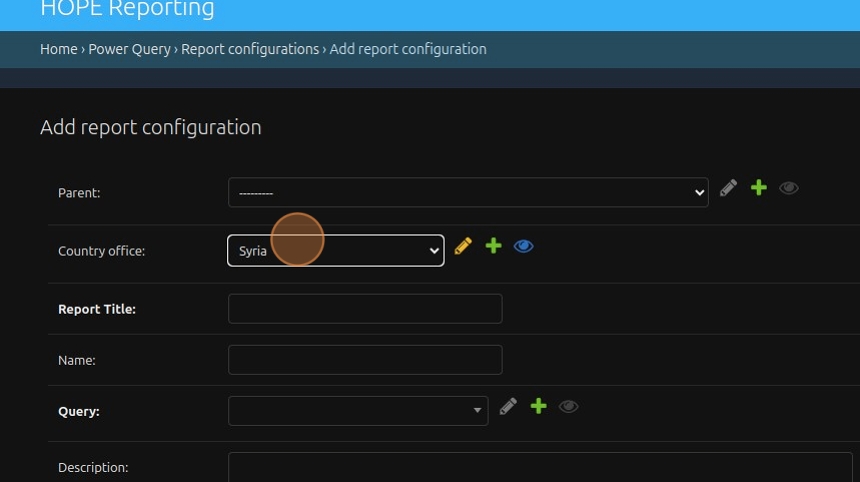 HOPE Reporting
Home › Power Query › Report configurations › Add report configuration
Add report configuration
Parent:
---------
Country office:
Syria
Report Title:
Name:
Query:
Description: